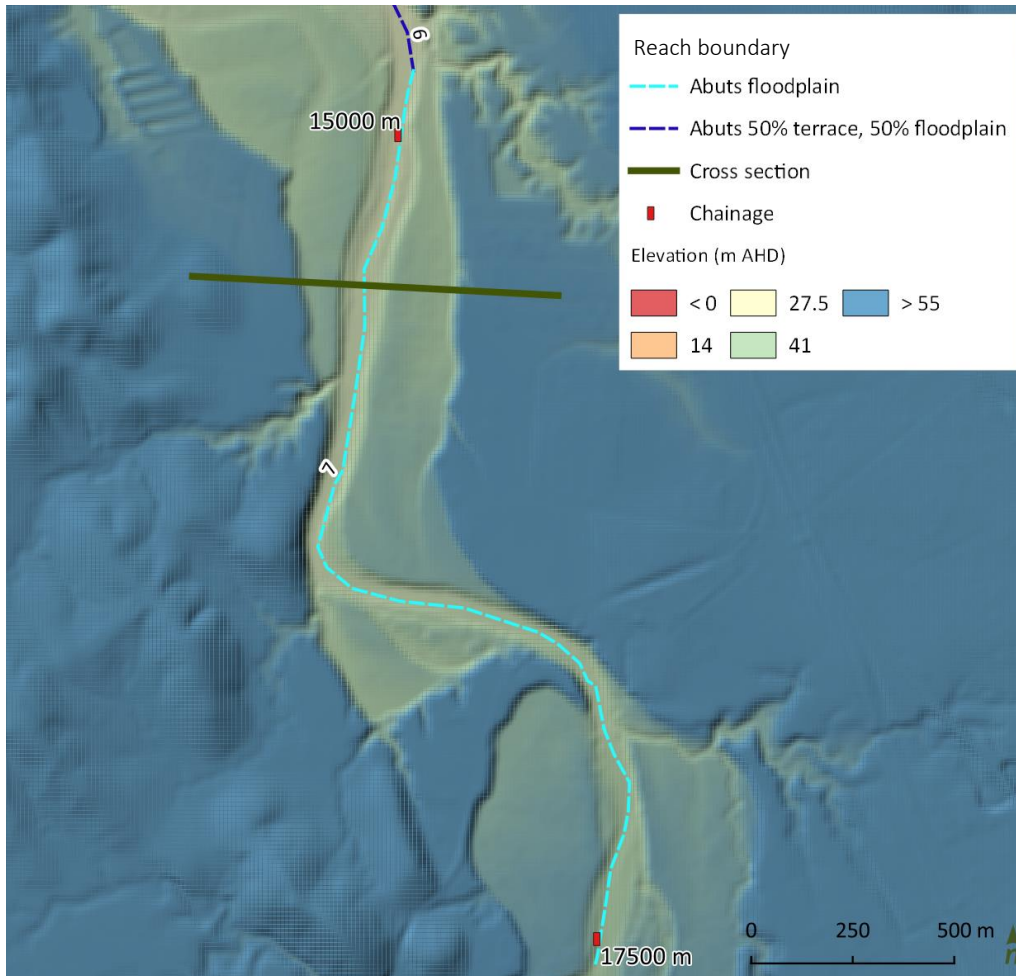 6
15000 m
7
17500 m
Reach boundary
Abuts floodplain
Abuts 50% terrace, 50% floodplain
Cross section
Chainage
Elevation (m AHD)
< 0 27.5 > 55
14 41
0 250 500 m
n